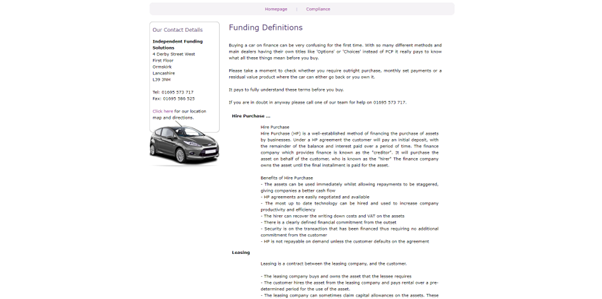 Homepage | Compliance
Our Contact Details
Independent Funding
Solutions
4 Derby Street West
First Floor
Ormskirk
Lancashire
L39 3NH
Tel: 01695 573 717
Fax: 01695 586 525
Click here for our location
map and directions.
Funding Definitions
Buying a car on finance can be very confusing for the first time. With so many different methods and
main dealers having their own titles like 'Options' or 'Choices' instead of PCP it really pays to know
what all these things mean before you buy.
Please take a moment to check whether you require outright purchase, monthly set payments or a
residual value product where the car can either go back or you own it.
It pays to fully understand these terms before you buy.
If you are in doubt in anyway please call one of our team for help on 01695 573 717.
Hire Purchase ...
Hire Purchase
Hire Purchase (HP) is a well-established method of financing the purchase of assets
by businesses. Under a HP agreement the customer will pay an initial deposit, with
the remainder of the balance and interest paid over a period of time. The finance
company which provides finance is known as the "creditor". It will purchase the
asset on behalf of the customer, who is known as the "hirer" The finance company
owns the asset until the final instalment is paid for the asset.
Benefits of Hire Purchase
- The assets can be used immediately whilst allowing repayments to be staggered,
giving companies a better cash flow
- HP agreements are easily negotiated and available
- The most up to date technology can be hired and used to increase company
productivity and efficiency
- The hirer can recover the writing down costs and VAT on the assets
- There is a clearly defined financial commitment from the outset
- Security is on the transaction that has been financed thus requiring no additional
commitment from the customer
- HP is not repayable on demand unless the customer defaults on the agreement
Leasing
Leasing is a contract between the leasing company, and the customer.
- The leasing company buys and owns the asset that the lessee requires
- The customer hires the asset from the leasing company and pays rental over a pre-
determined period for the use of the asset.
- The leasing company can sometimes claim capital allowances on the assets. These